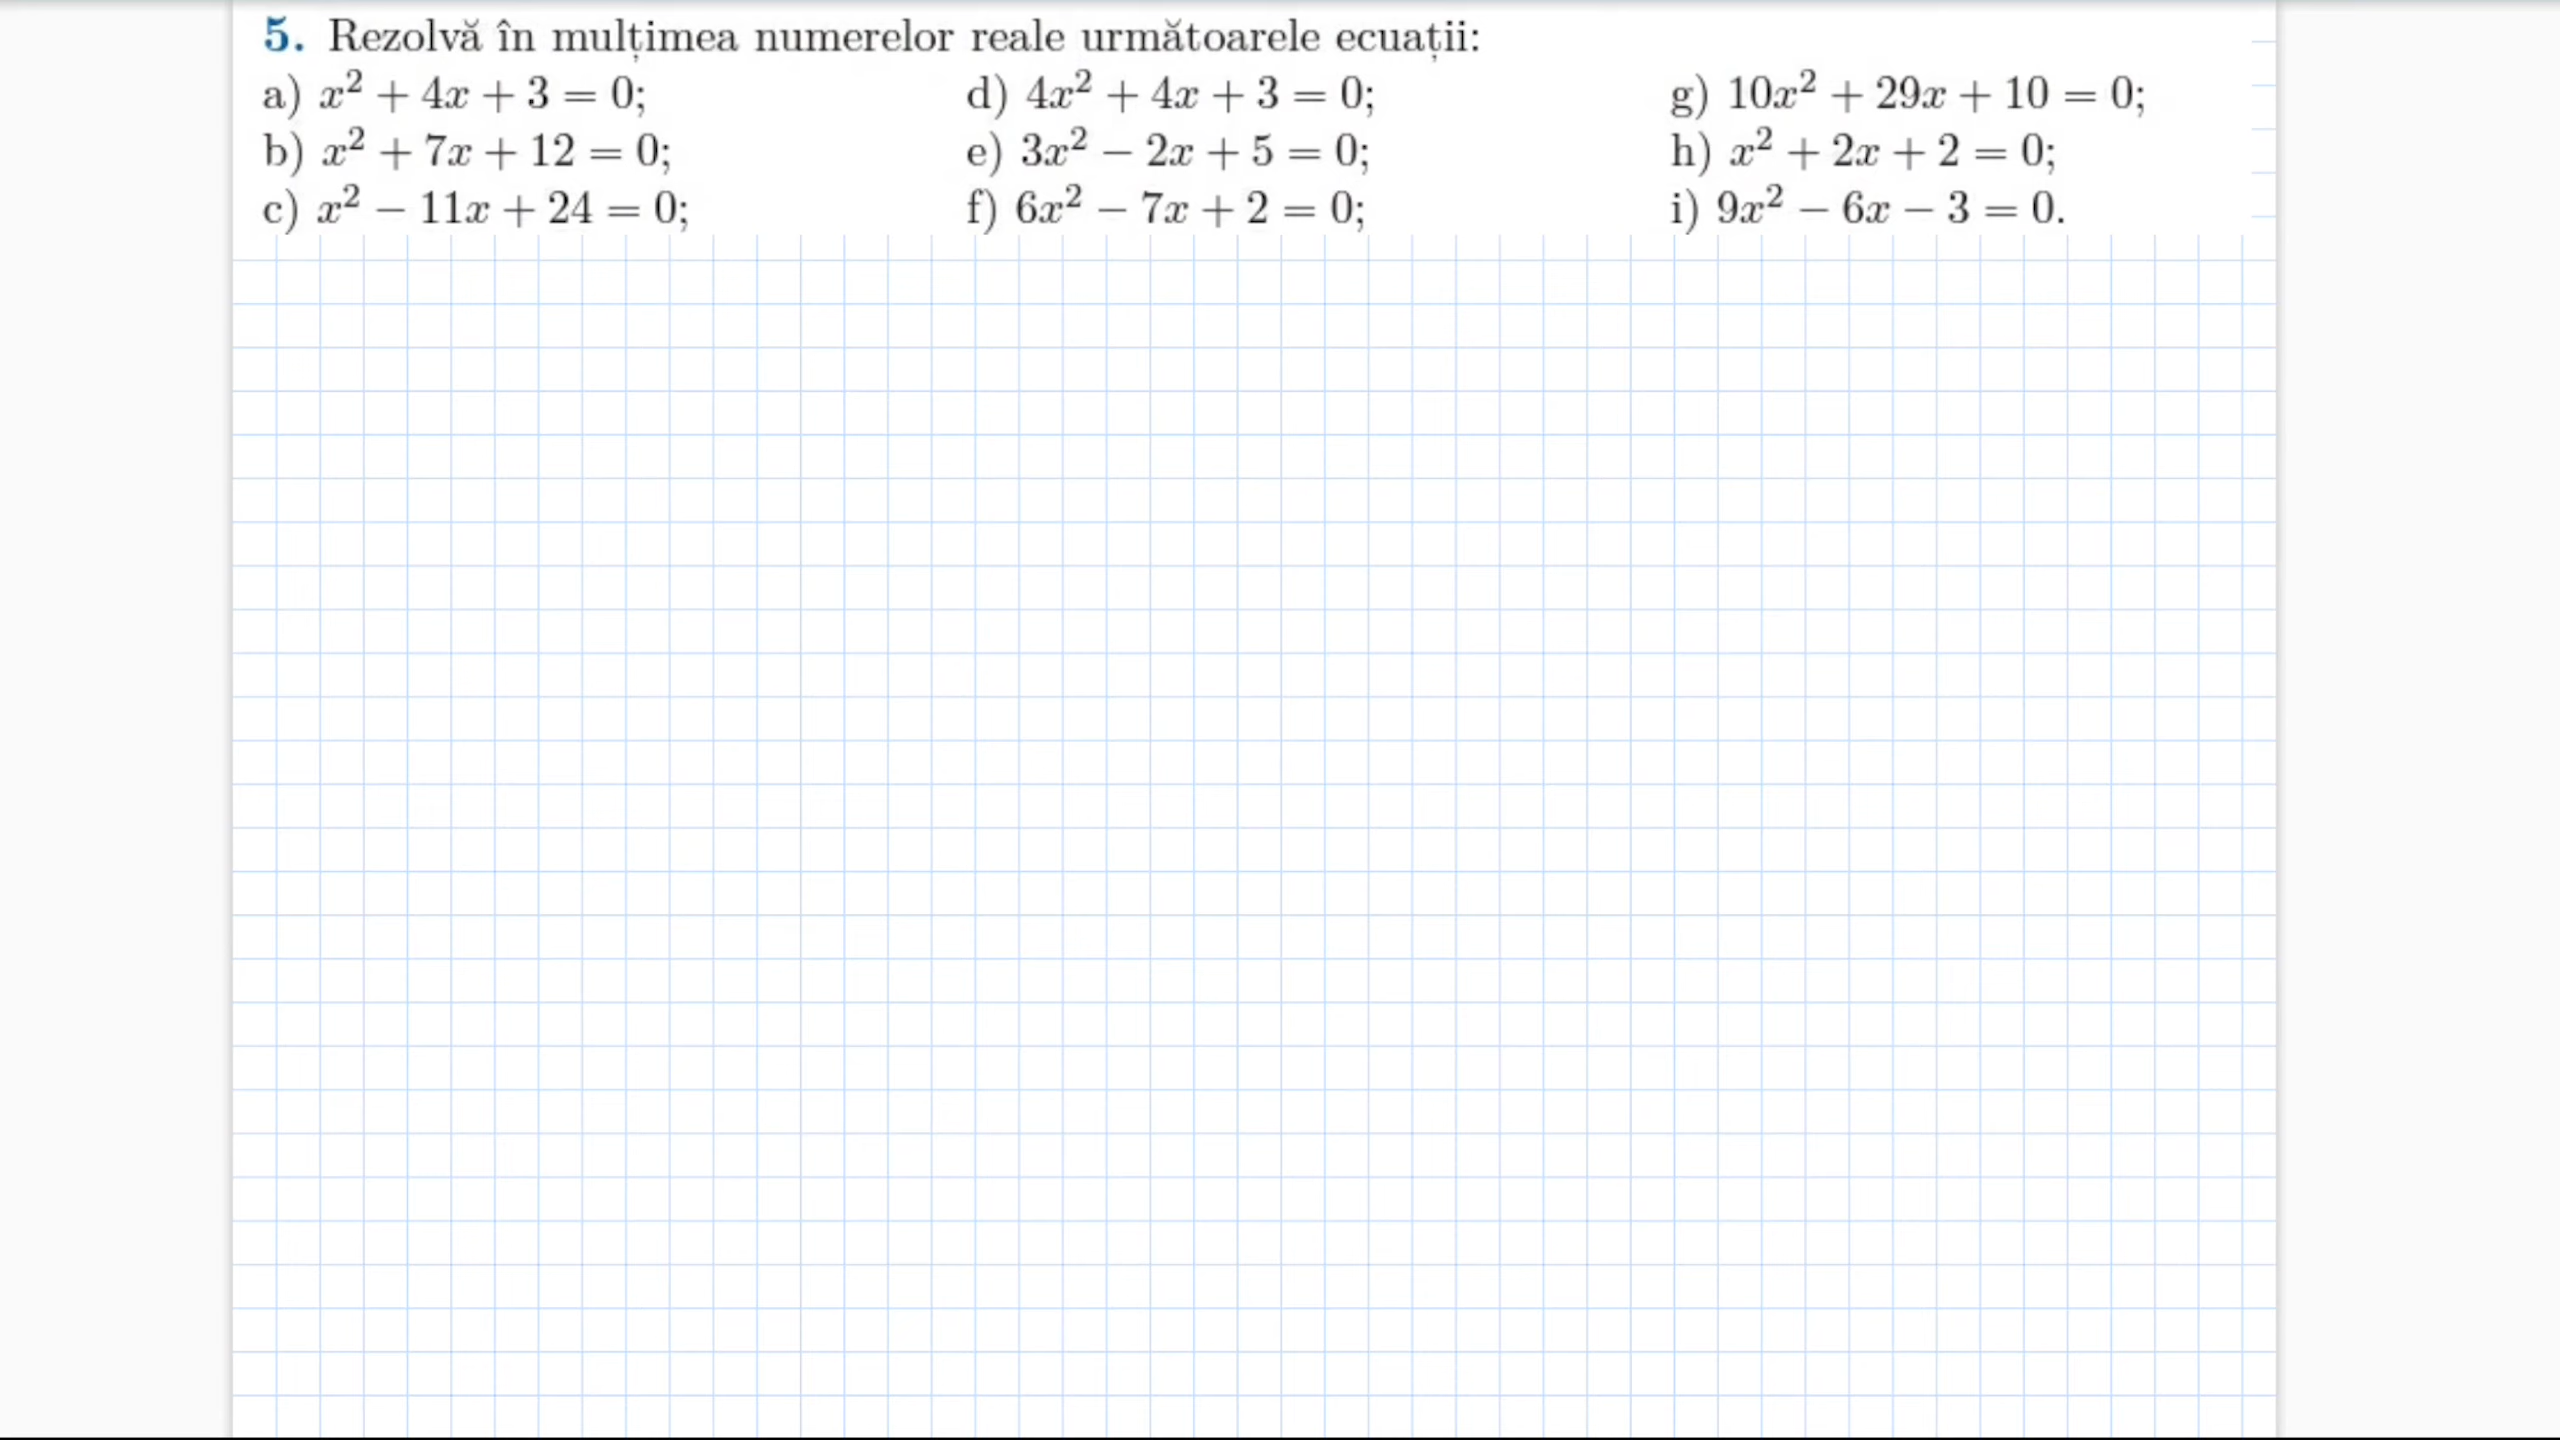 5. Rezolvă în mulțimea numerelor reale următoarele ecuații:
a) x² + 4x + 3 = 0;
b) x² + 7x + 12 = 0;
c) x² − 11x + 24 = 0;
d) 4x² + 4x + 3 = 0;
e) 3x² − 2x + 5 = 0;
f) 6x² − 7x + 2 = 0;
g) 10x² + 29x + 10 = 0;
h) x² + 2x + 2 = 0;
i) 9x² − 6x − 3 = 0.